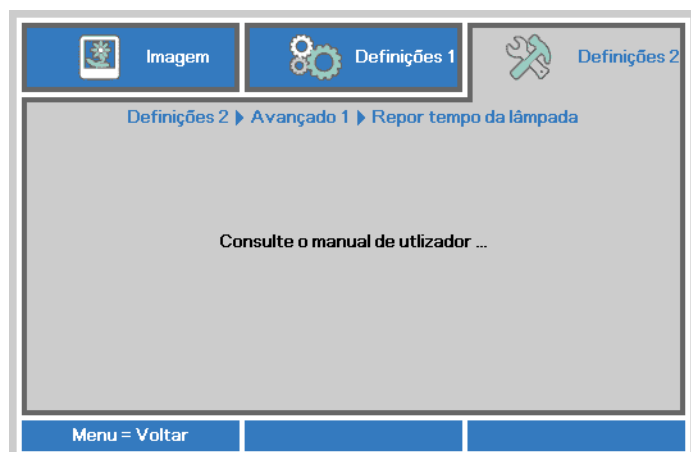 Imagem
Definições 1
Definições 2
Definições 2 Avançado 1 Repor tempo da lâmpada
Consulte o manual de utlizador ...
Menu = Voltar